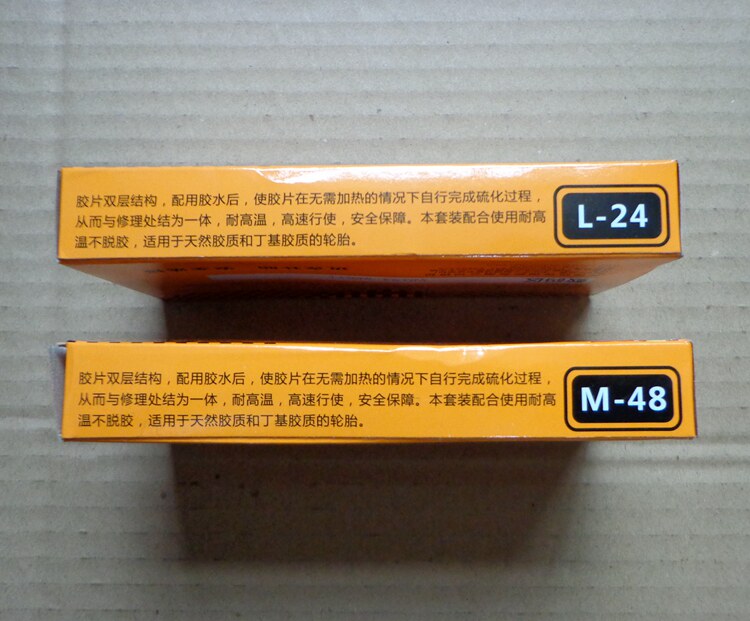 胶片双层结构，配用胶水后，使胶片在无需加热的情况下自行完成硫化过程，
从而与修理处结为一体，耐高温，高速行使，安全保障。本套装配合使用耐高
温不脱胶，适用于天然胶质和丁基胶质的轮胎。
L-24
胶片双层结构，配用胶水后，使胶片在无需加热的情况下自行完成硫化过程，
从而与修理处结为一体，耐高温，高速行使，安全保障。本套装配合使用耐高
温不脱胶，适用于天然胶质和丁基胶质的轮胎。
M-48